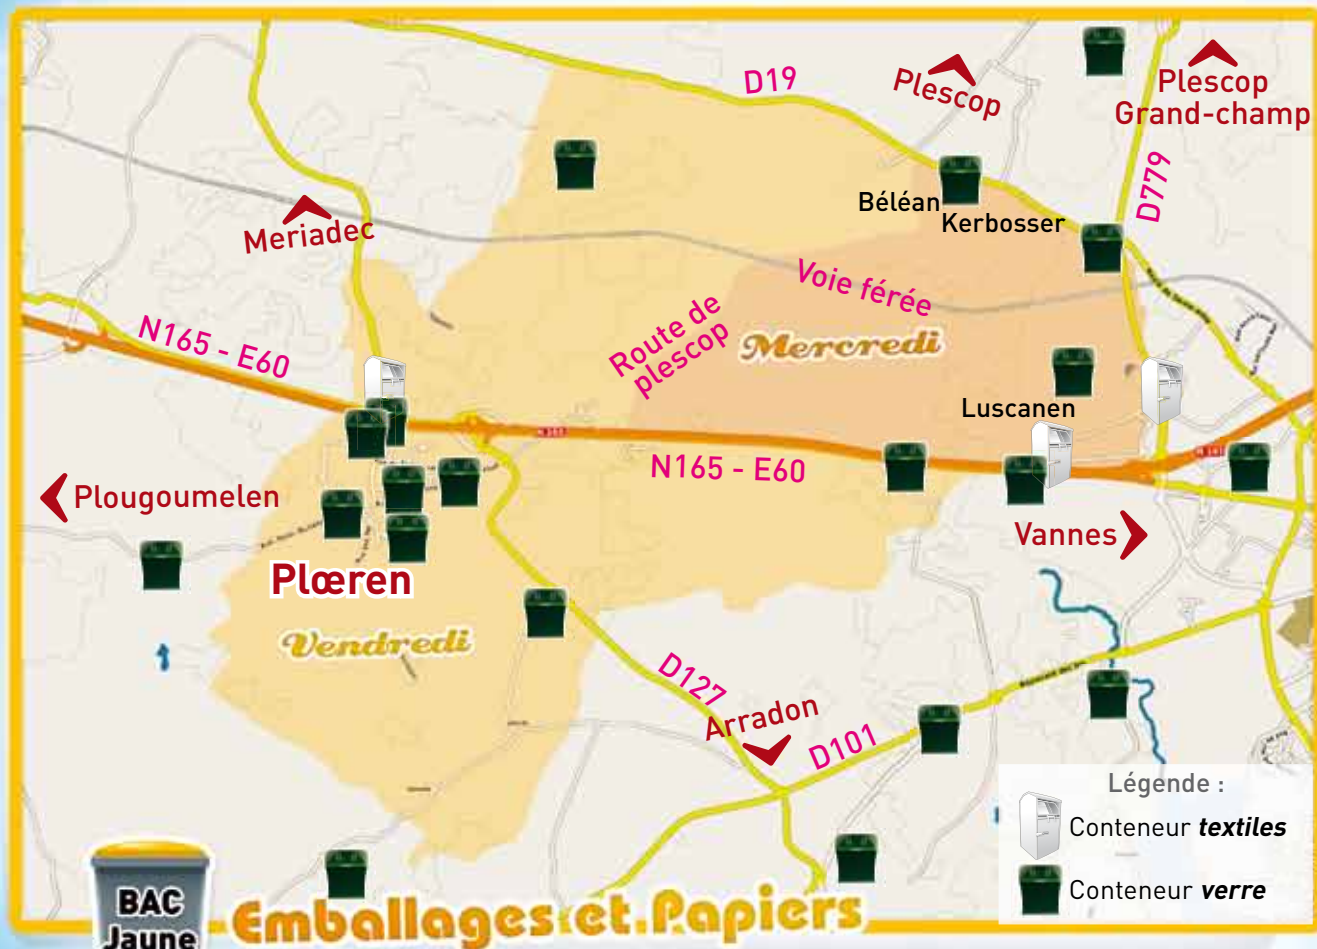 D19
Plescop
Plescop
Grand-champ
D779
Béléan
Kerbosser
Meriadec
Voie férée
Route de
plescop
Mercredi
N165 - E60
Luscanen
N165 - E60
Plougoumelen
Vannes
Plœren
Vendredi
D127
Arradon
D101
Légende :
Conteneur textiles
Conteneur verre
BAC
Jaune
Emballages et Papiers